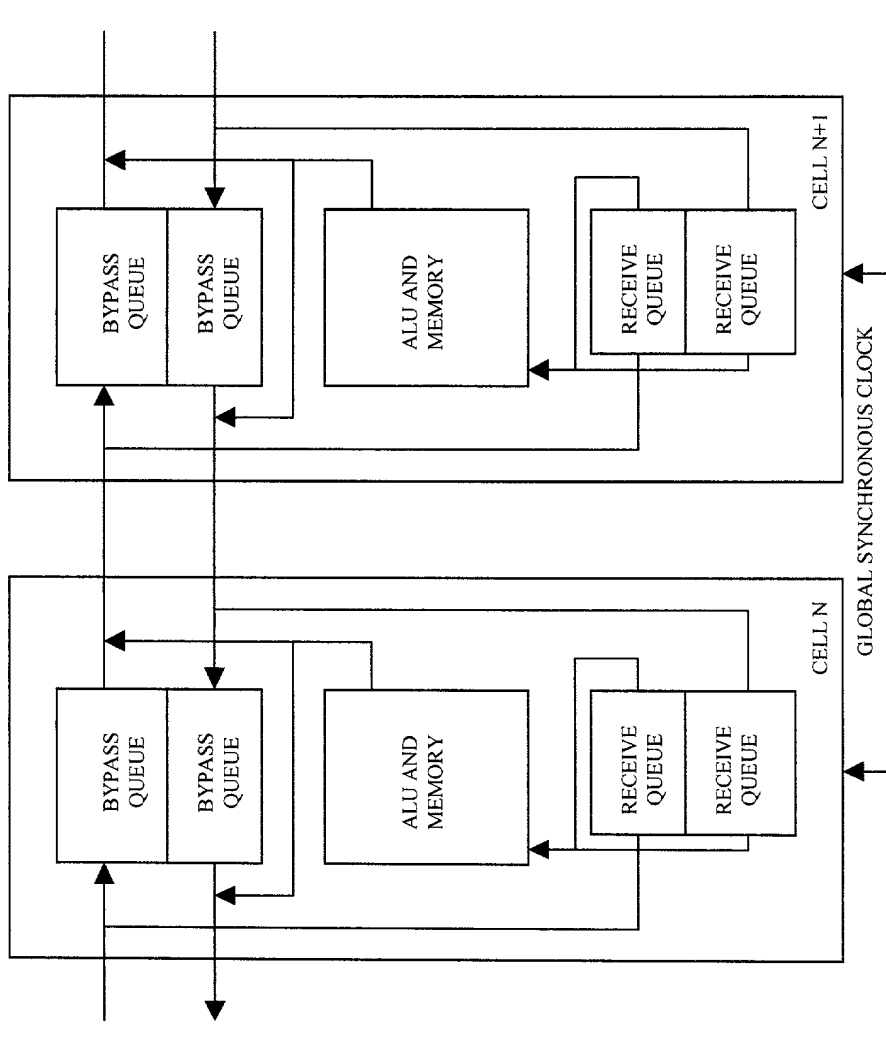 BYPASS
QUEUE
BYPASS
QUEUE
ALU AND
MEMORY
RECEIVE
QUEUE
RECEIVE
QUEUE
CELL N
BYPASS
QUEUE
BYPASS
QUEUE
ALU AND
MEMORY
RECEIVE
QUEUE
RECEIVE
QUEUE
CELL N+1
GLOBAL SYNCHRONOUS CLOCK